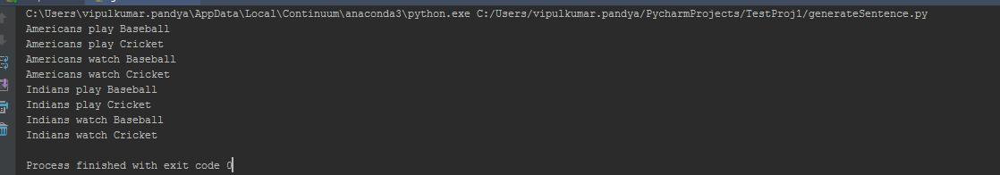 C:\Users\vipulkumar.pandya\AppData\Local\Continuum\anaconda3\python.exe C:/Users/vipulkumar.pandya/PycharmProjects/TestProj1/generateSentence.py
Americans play Baseball
Americans play Cricket
Americans watch Baseball
Americans watch Cricket
Indians play Baseball
Indians play Cricket
Indians watch Baseball
Indians watch Cricket
Process finished with exit code 0